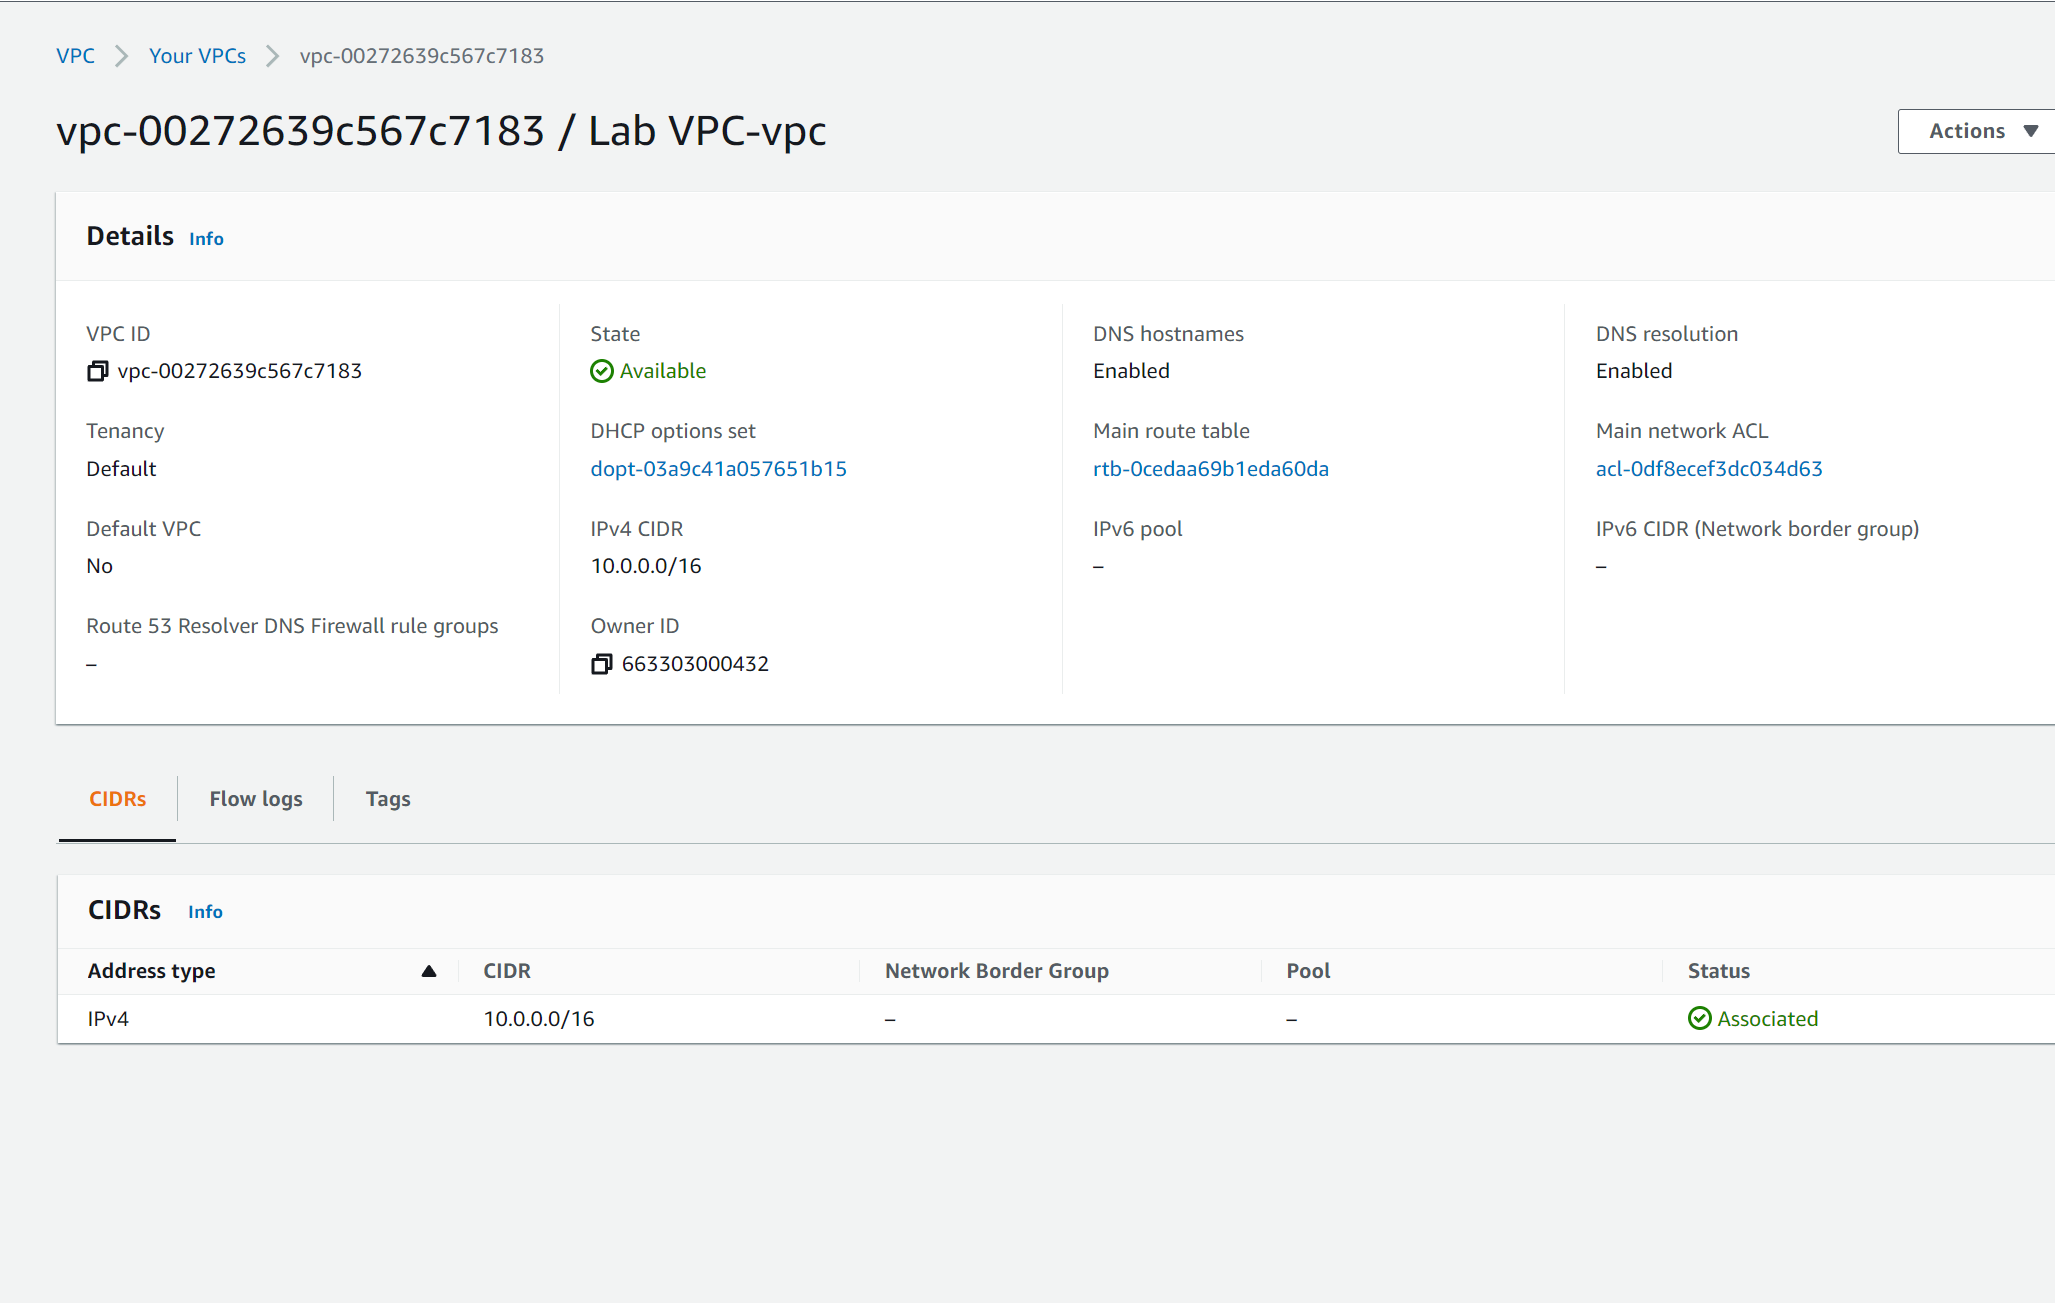 VPC > Your VPCs > vpc-00272639c567c7183
vpc-00272639c567c7183 / Lab VPC-vpc
Actions ▼
Details Info
VPC ID State DNS hostnames DNS resolution
vpc-00272639c567c7183 Available Enabled Enabled
Tenancy DHCP options set Main route table Main network ACL
Default dopt-03a9c41a057651b15 rtb-0cedaa69b1eda60da acl-0df8ecef3dc034d63
Default VPC IPv4 CIDR IPv6 pool IPv6 CIDR (Network border group)
No 10.0.0.0/16 – –
Route 53 Resolver DNS Firewall rule groups Owner ID
– 663303000432
CIDRs Flow logs Tags
CIDRs Info
Address type ▲ CIDR Network Border Group Pool Status
IPv4 10.0.0.0/16 – – Associated